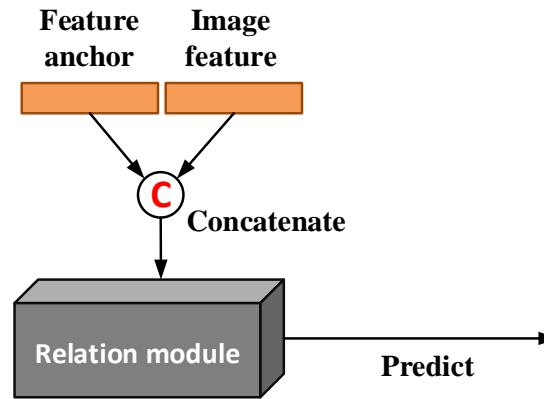 Feature
anchor
Image
feature
C
Concatenate
Relation module
Predict